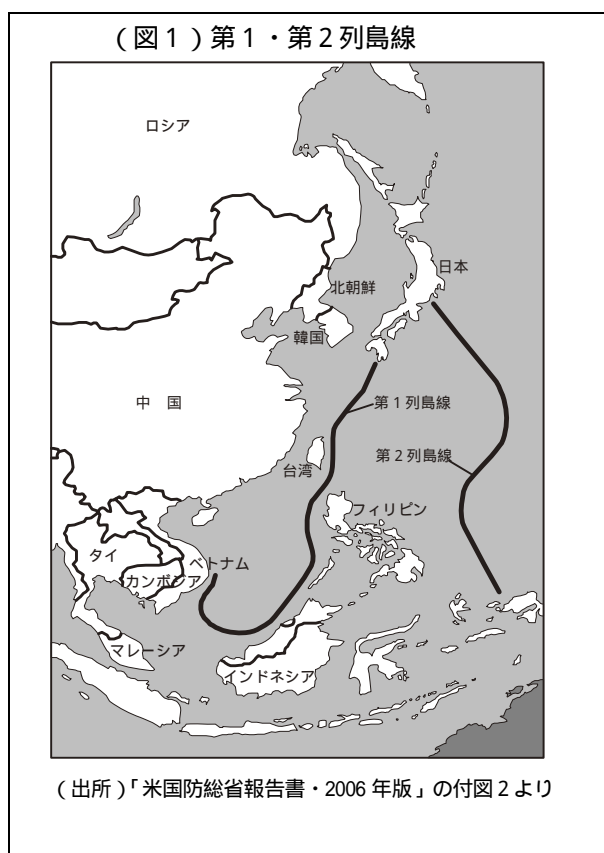 (図1)第1・第2列島線
ロシア
日本
北朝鮮
韓国
中 国
第1列島線
第2列島線
台湾
フィリピン
タイ
ベトナム
カンボジア
マレーシア
インドネシア
(出所)「米国防総省報告書・2006年版」の付図2より